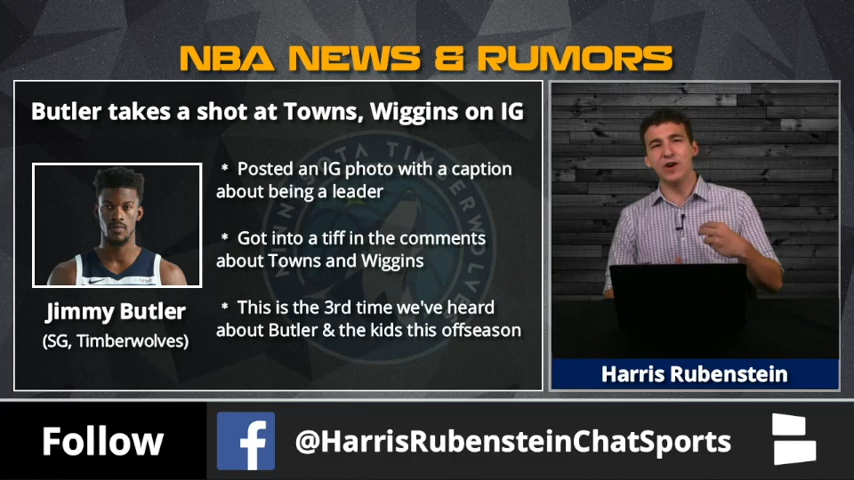 NBA NEWS & RUMORS
Butler takes a shot at Towns, Wiggins on IG
* Posted an IG photo with a caption
about being a leader
* Got into a tiff in the comments
about Towns and Wiggins
* This is the 3rd time we've heard
about Butler & the kids this offseason
Jimmy Butler
(SG, Timberwolves)
MINNESOTA TIMBERWOLVES
Harris Rubenstein
Follow
f
@HarrisRubensteinChatSports